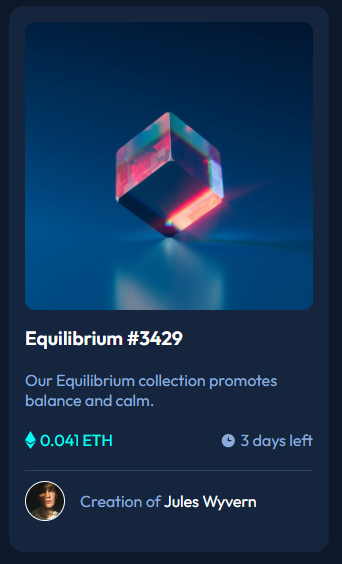 Equilibrium #3429
Our Equilibrium collection promotes
balance and calm.
0.041 ETH 3 days left
Creation of Jules Wyvern